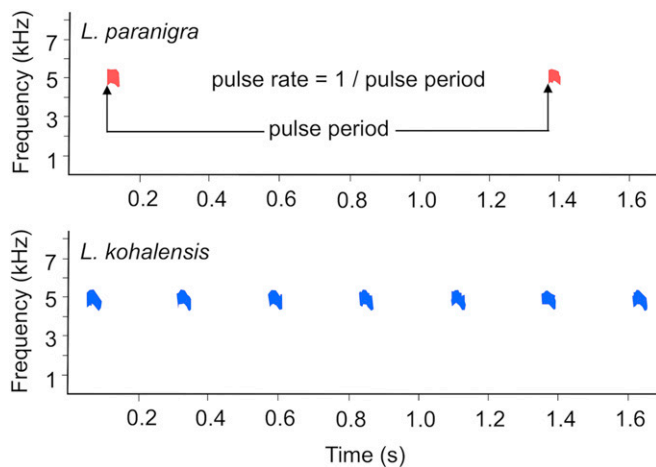 L. paranigra
Frequency (kHz)
7
5
3
1
pulse rate = 1 / pulse period
pulse period
0.2 0.4 0.6 0.8 1.0 1.2 1.4 1.6
L. kohalensis
Frequency (kHz)
7
5
3
1
0.2 0.4 0.6 0.8 1.0 1.2 1.4 1.6
Time (s)